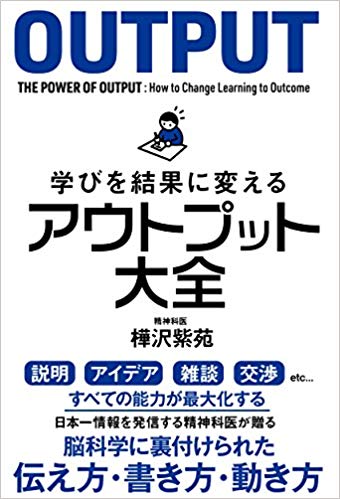 OUTPUT
THE POWER OF OUTPUT : How to Change Learning to Outcome
学びを結果に変える
アウトプット
大全
精神科医
樺沢紫苑
説明 アイデア 雑談 交渉 etc...
すべての能力が最大化する
日本一情報を発信する精神科医が贈る
脳科学に裏付けられた
伝え方・書き方・動き方